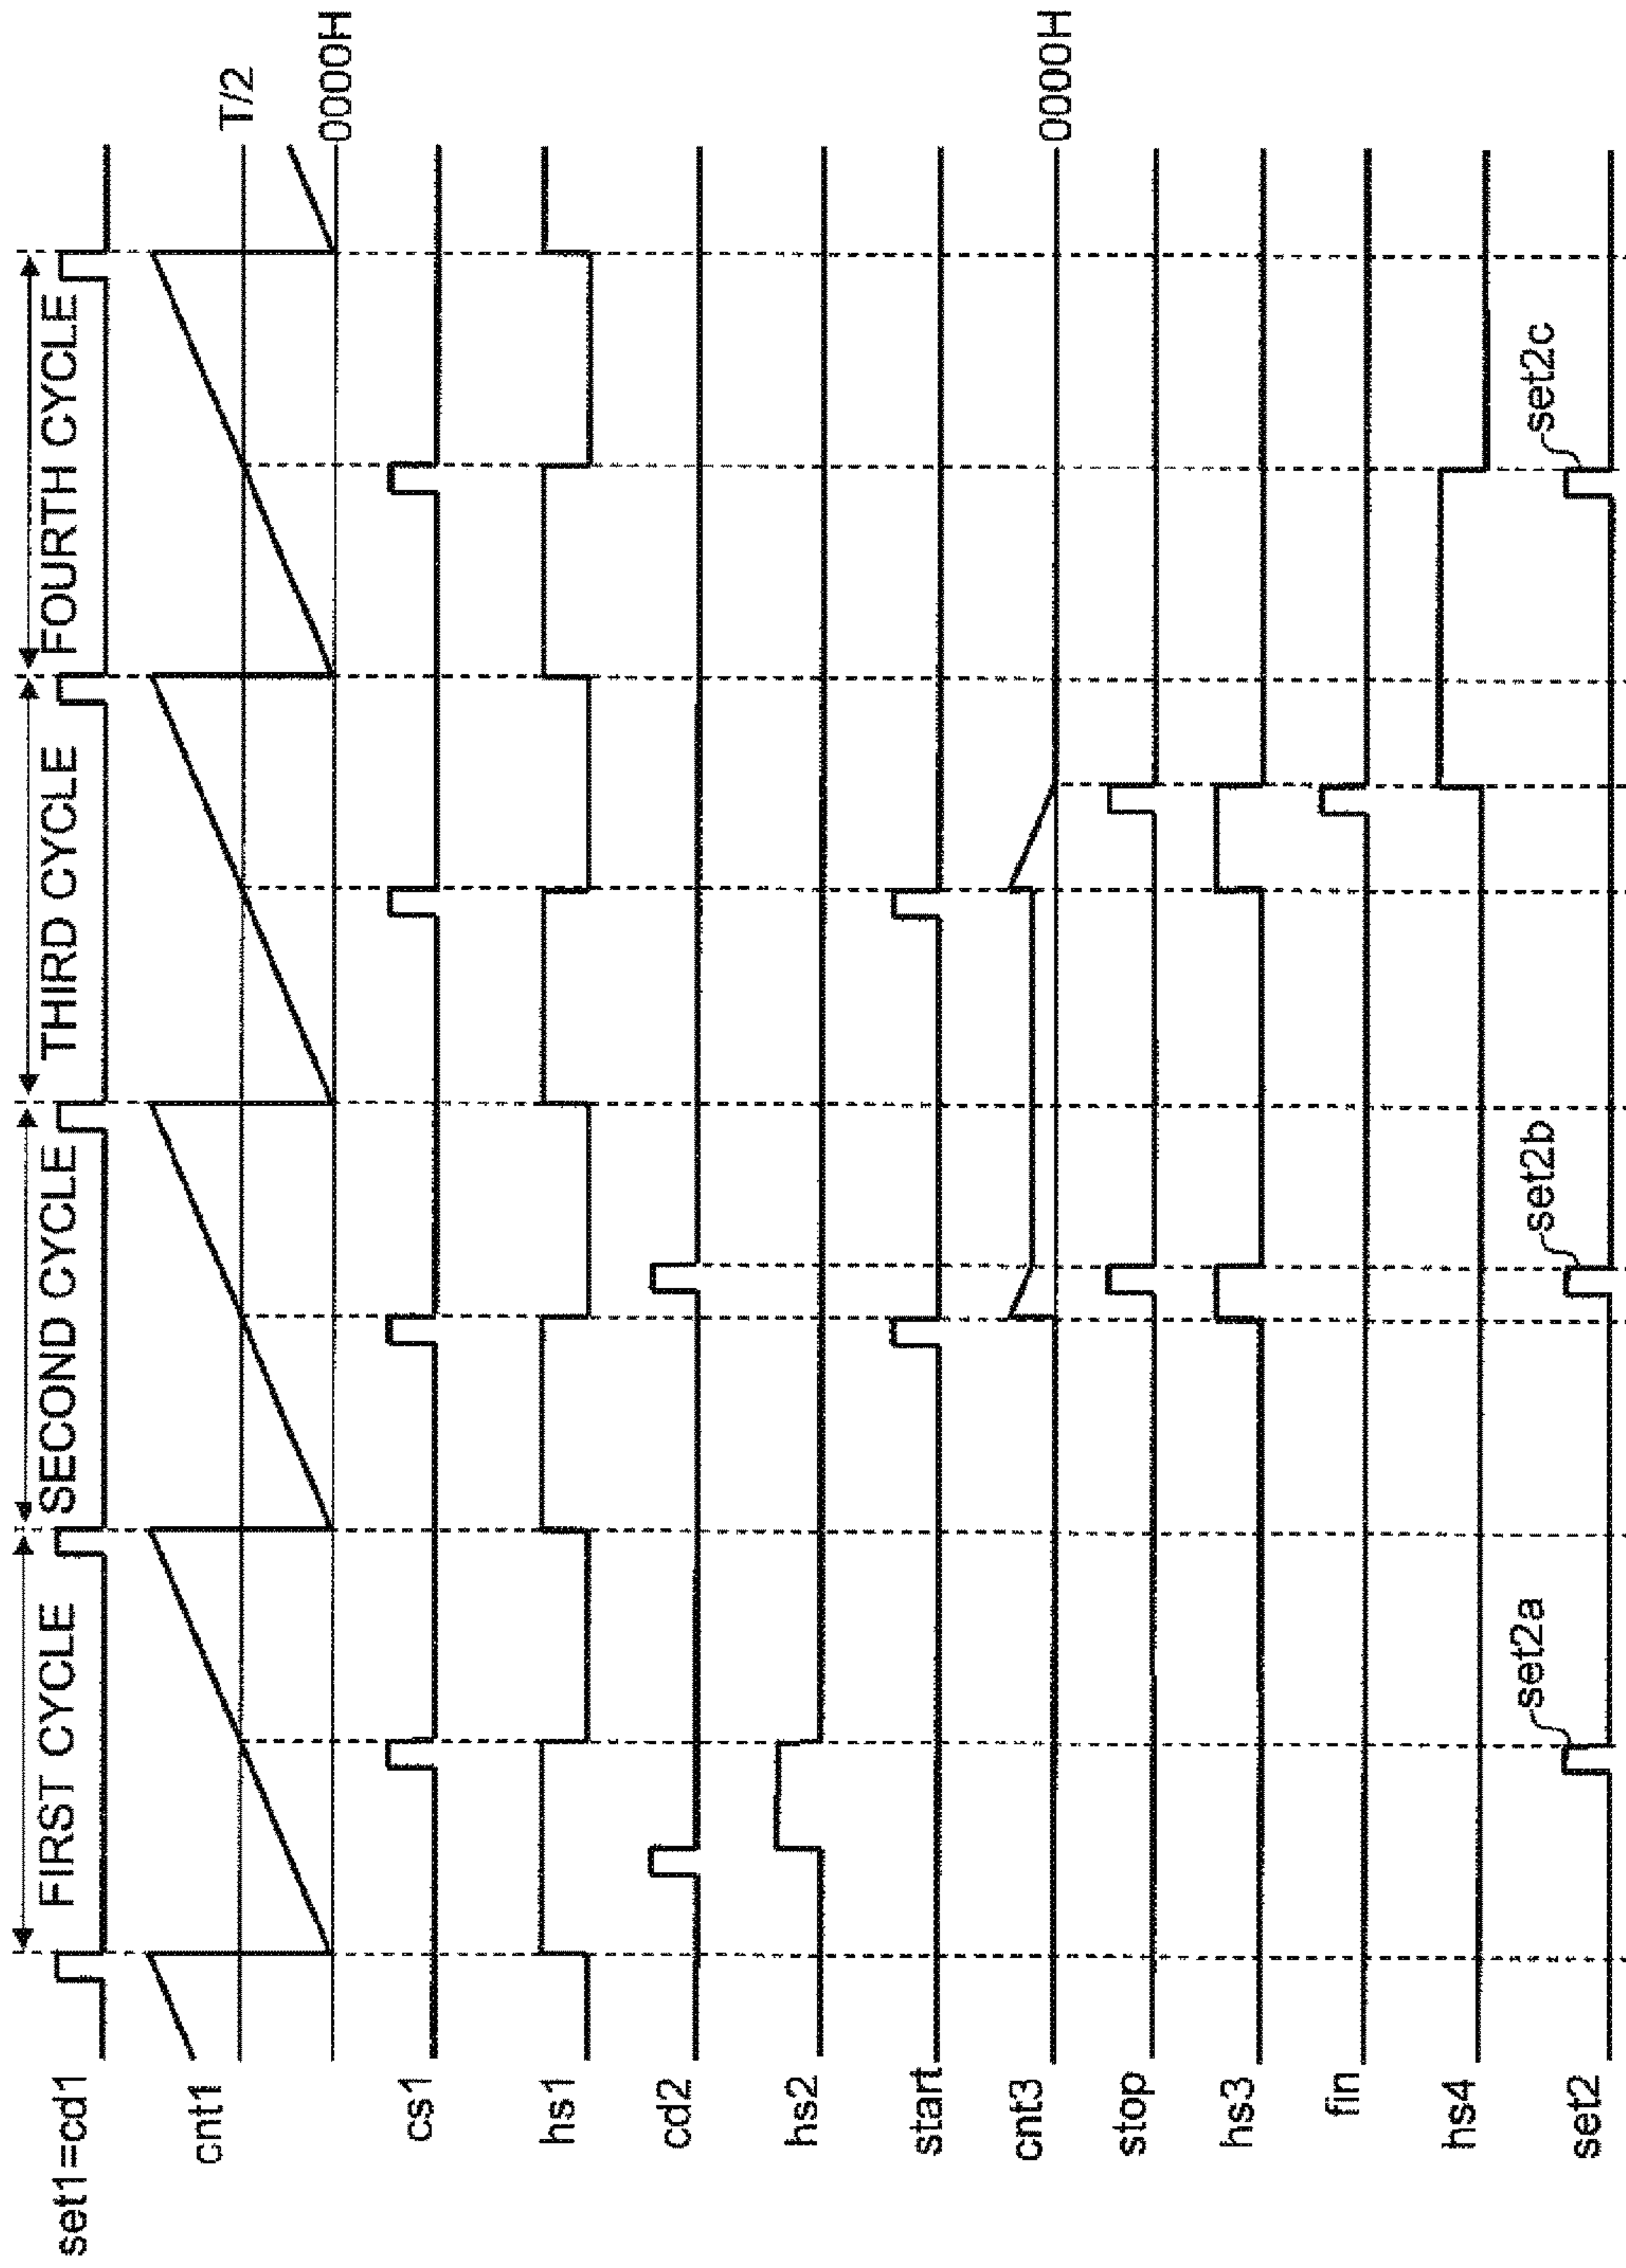 set1=cd1
FIRST CYCLE
SECOND CYCLE
THIRD CYCLE
FOURTH CYCLE
cnt1
T/2
0000H
cs1
hs1
cd2
hs2
start
cnt3
0000H
stop
hs3
fin
hs4
set2
set2a
set2b
set2c